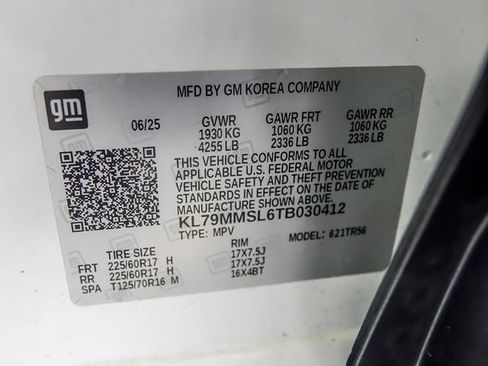 gm
MFD BY GM KOREA COMPANY
06/25 GVWR GAWR FRT GAWR RR
1930 KG 1060 KG 1060 KG
4255 LB 2336 LB 2336 LB
THIS VEHICLE CONFORMS TO ALL
APPLICABLE U.S. FEDERAL MOTOR
VEHICLE SAFETY AND THEFT
PREVENTION STANDARDS IN EFFECT
ON THE DATE OF MANUFACTURE
SHOWN ABOVE.
KL79MMSL6TB030412
TYPE: MPV MODEL: 621TR56
TIRE SIZE RIM
FRT 225/60R17 H 17X7.5J
RR 225/60R17 H 17X7.5J
SPA T125/70R16 M 16X4BT